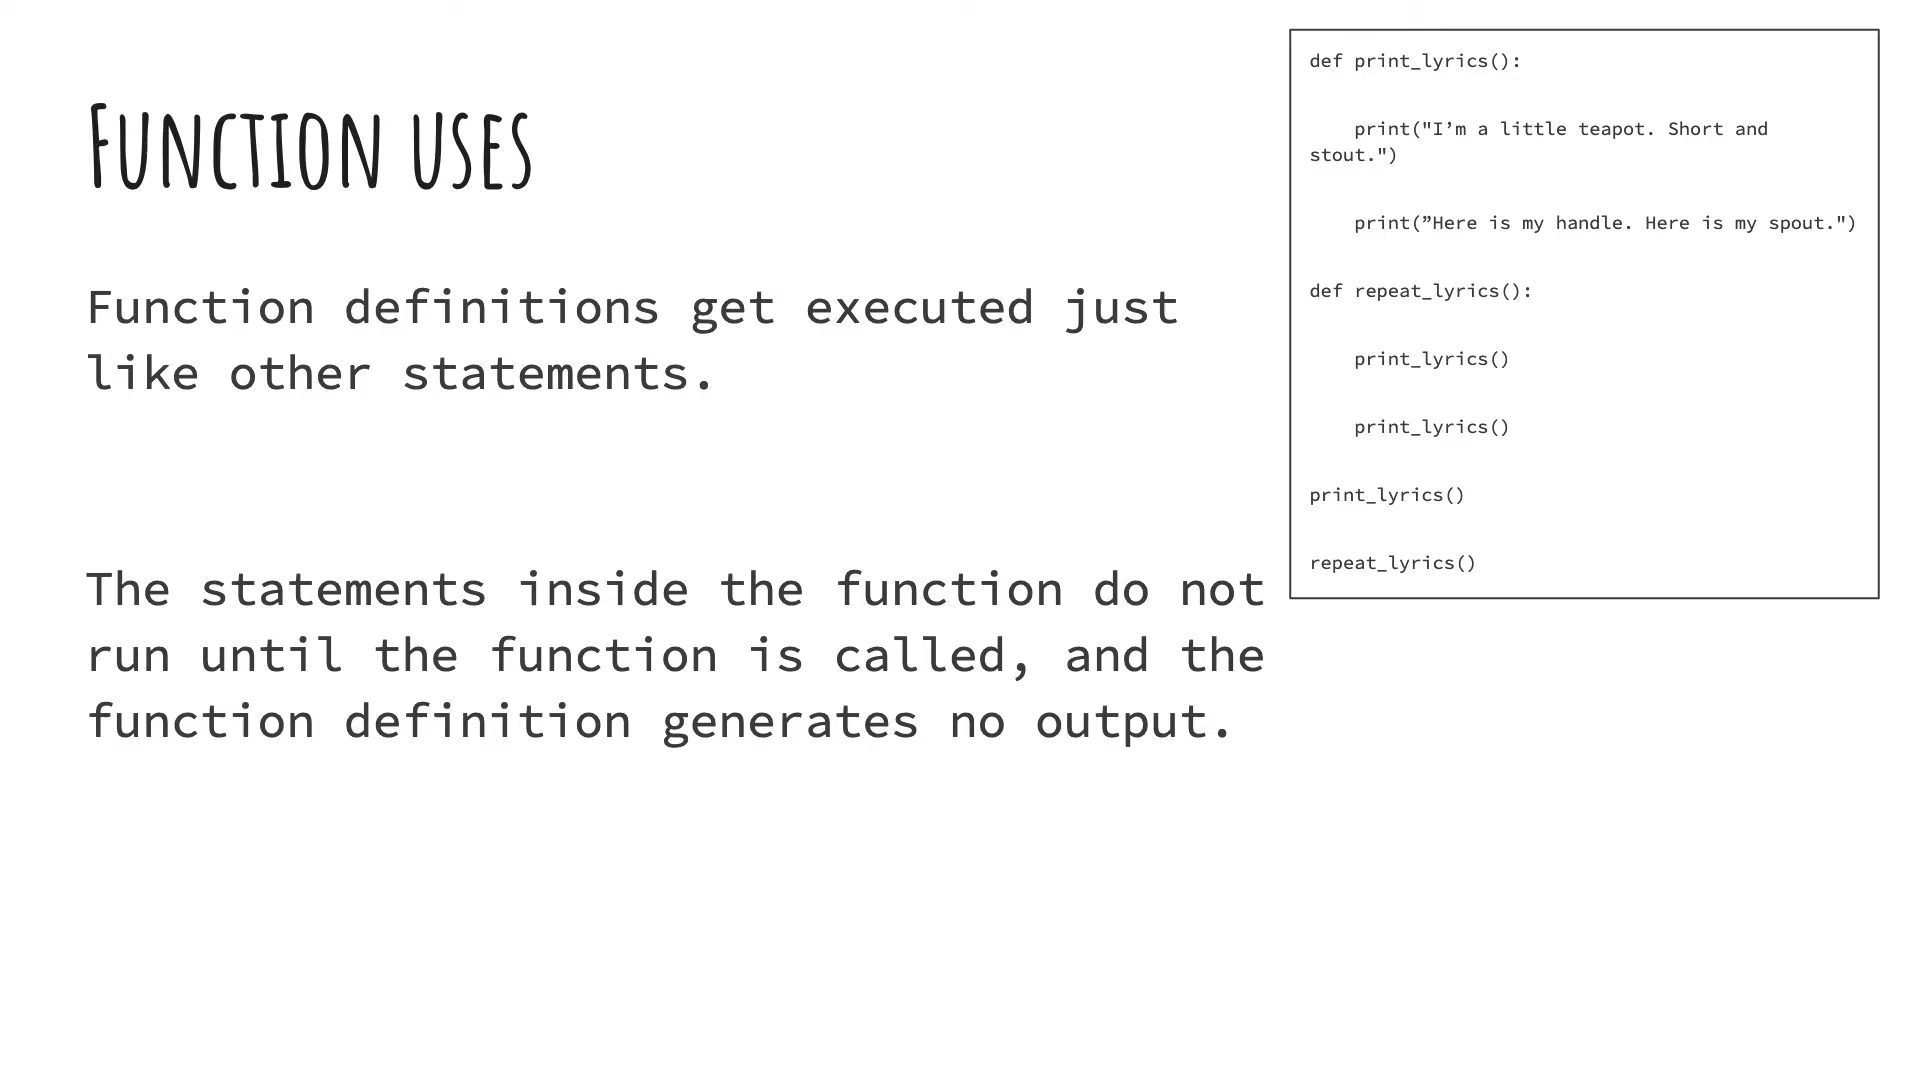 Function uses
Function definitions get executed just
like other statements.
The statements inside the function do not
run until the function is called, and the
function definition generates no output.
def print_lyrics():
    print("I’m a little teapot. Short and
stout.")
    print(”Here is my handle. Here is my spout.")
def repeat_lyrics():
    print_lyrics()
    print_lyrics()
print_lyrics()
repeat_lyrics()